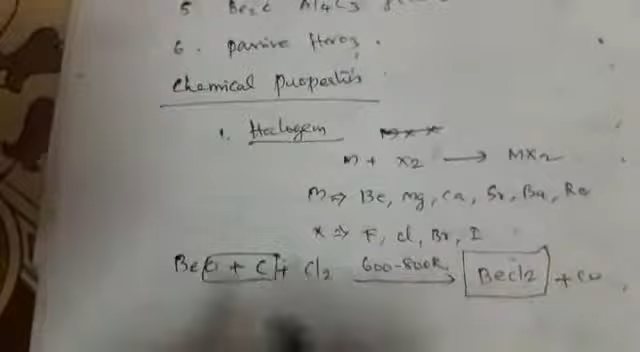 5 Be2C Al4C3
6. passive
Chemical Properties
1. Halogen
M + X2 ⟶ MX2
M ⇒ Be, Mg, Ca, Sr, Ba, Ra
X ⇒ F, Cl, Br, I
BeO + C + Cl2 600-800K ⟶ BeCl2 + CO